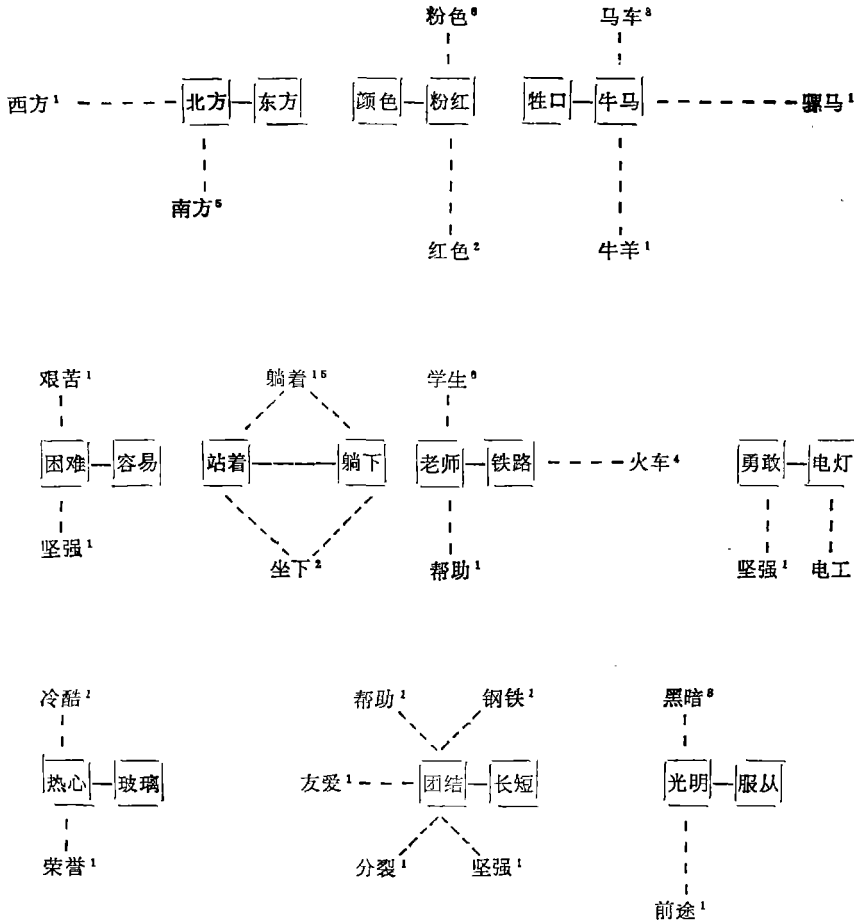 粉色⁶ 马车³
西方¹ 北方 东方 颜色 粉红 牲口 牛马 骡马¹
南方⁵
红色² 牛羊¹
艰苦¹ 躺着¹⁵ 学生⁶
困难 容易 站着 躺下 老师 铁路 火车⁴ 勇敢 电灯
坚强¹ 坐下² 帮助¹ 坚强¹ 电工
冷酷¹ 帮助¹ 钢铁¹ 黑暗⁸
热心 玻璃 友爱¹ 团结 长短 光明 服从
荣誉¹ 分裂¹ 坚强¹
前途¹